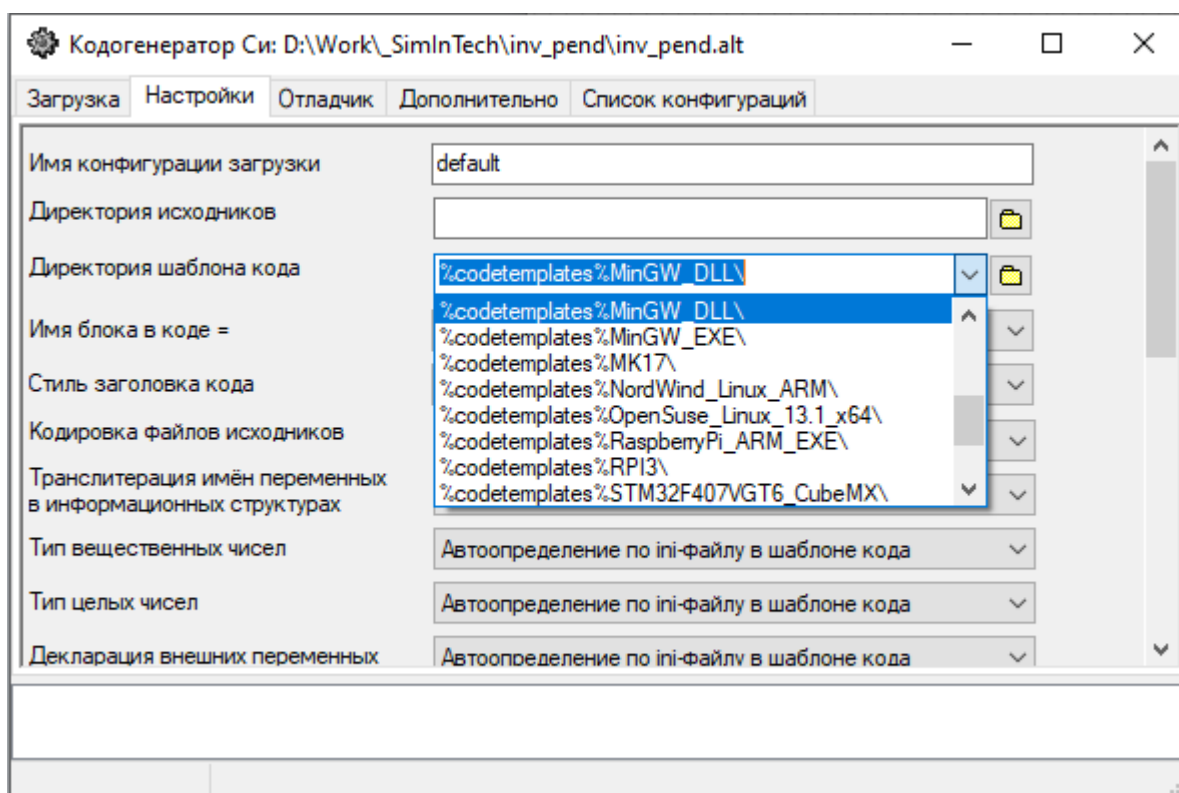 Кодогенератор Си: D:\Work\_SimInTech\inv_pend\inv_pend.alt
Загрузка Настройки Отладчик Дополнительно Список конфигураций
Имя конфигурации загрузки default
Директория исходников
Директория шаблона кода %codetemplates%MinGW_DLL\
%codetemplates%MinGW_DLL\
Имя блока в коде = %codetemplates%MinGW_EXE\
%codetemplates%MK17\
Стиль заголовка кода %codetemplates%NordWind_Linux_ARM\
%codetemplates%OpenSuse_Linux_13.1_x64\
Кодировка файлов исходников %codetemplates%RaspberryPi_ARM_EXE\
Транслитерация имён переменных %codetemplates%RPI3\
в информационных структурах %codetemplates%STM32F407VGT6_CubeMX\
Тип вещественных чисел Автоопределение по ini-файлу в шаблоне кода
Тип целых чисел Автоопределение по ini-файлу в шаблоне кода
Декларация внешних переменных Автоопределение по ini-файлу в шаблоне кода